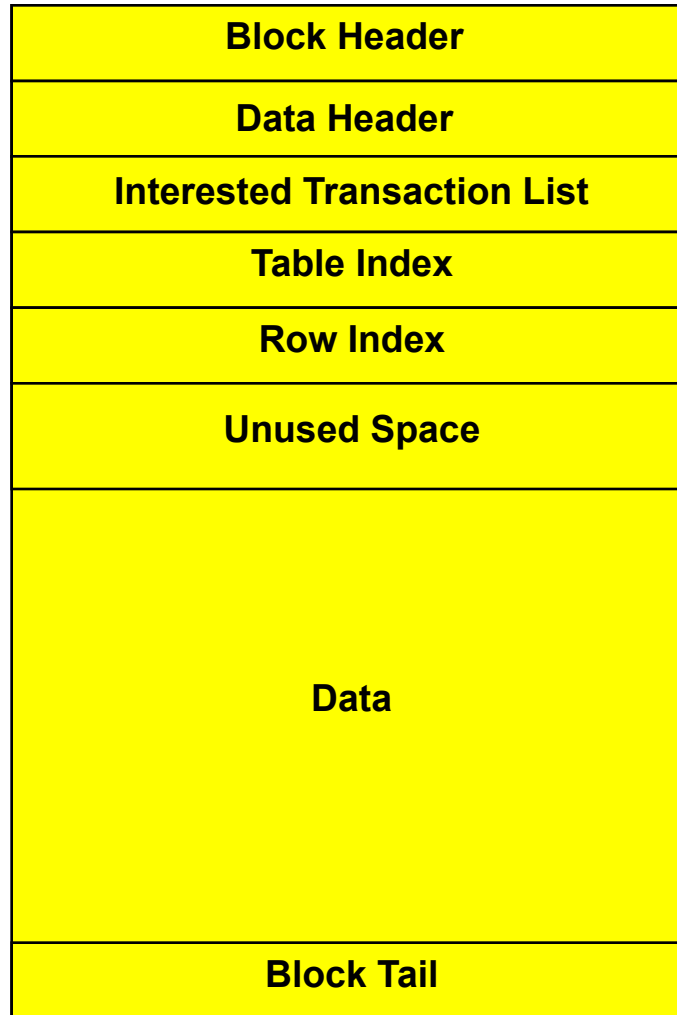 Block Header
Data Header
Interested Transaction List
Table Index
Row Index
Unused Space
Data
Block Tail